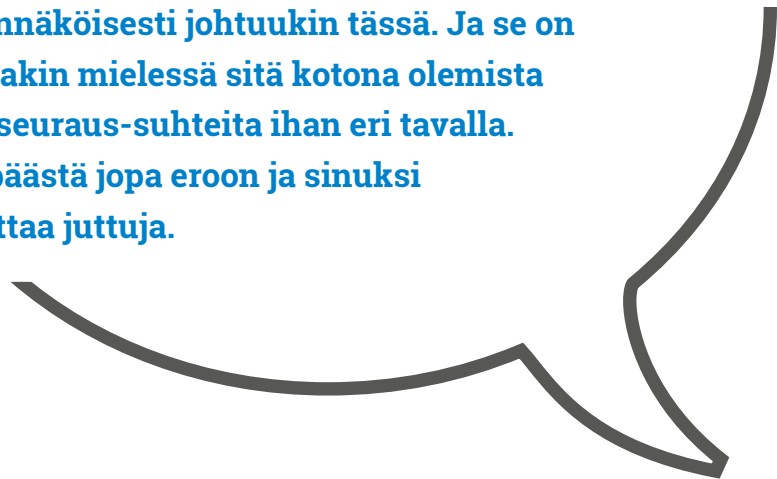 nnäköisesti johtuukin tässä. Ja se on
akin mielessä sitä kotona olemista
seuraus-suhteita ihan eri tavalla.
päästä jopa eroon ja sinuksi
ttaa juttuja.